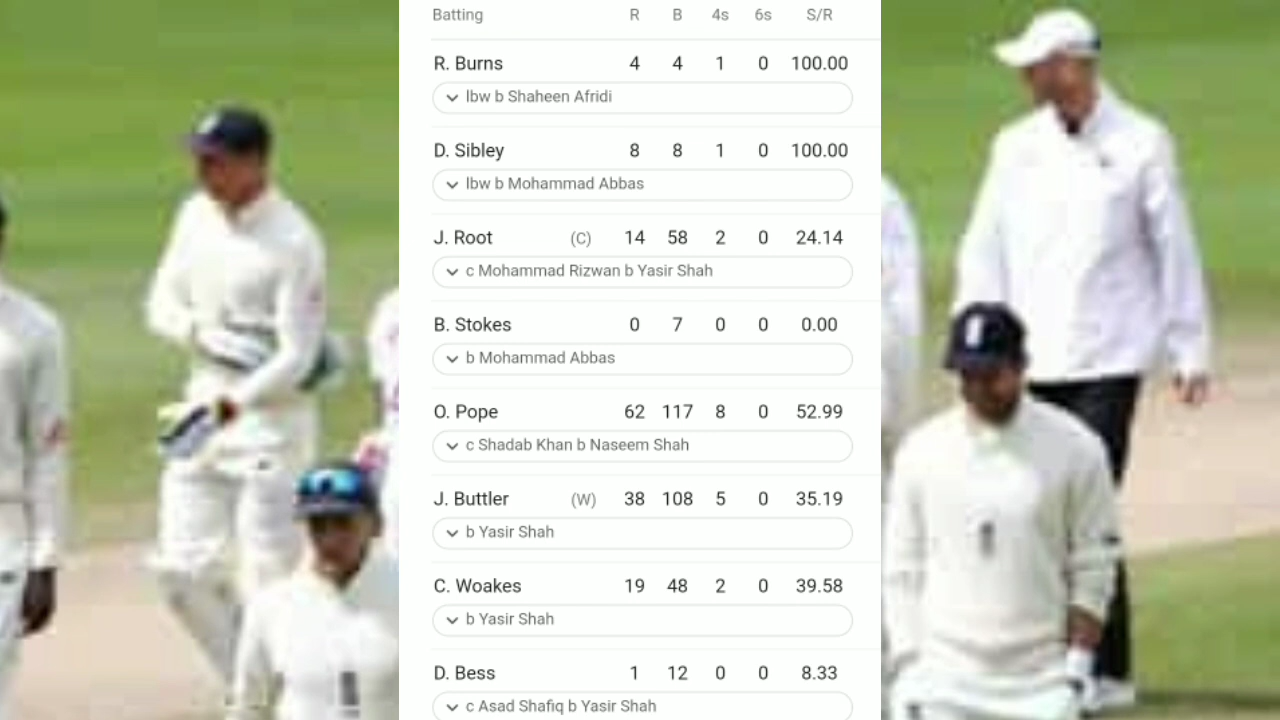 Batting R B 4s 6s S/R
R. Burns 4 4 1 0 100.00
lbw b Shaheen Afridi
D. Sibley 8 8 1 0 100.00
lbw b Mohammad Abbas
J. Root (C) 14 58 2 0 24.14
c Mohammad Rizwan b Yasir Shah
B. Stokes 0 7 0 0 0.00
b Mohammad Abbas
O. Pope 62 117 8 0 52.99
c Shadab Khan b Naseem Shah
J. Buttler (W) 38 108 5 0 35.19
b Yasir Shah
C. Woakes 19 48 2 0 39.58
b Yasir Shah
D. Bess 1 12 0 0 8.33
c Asad Shafiq b Yasir Shah